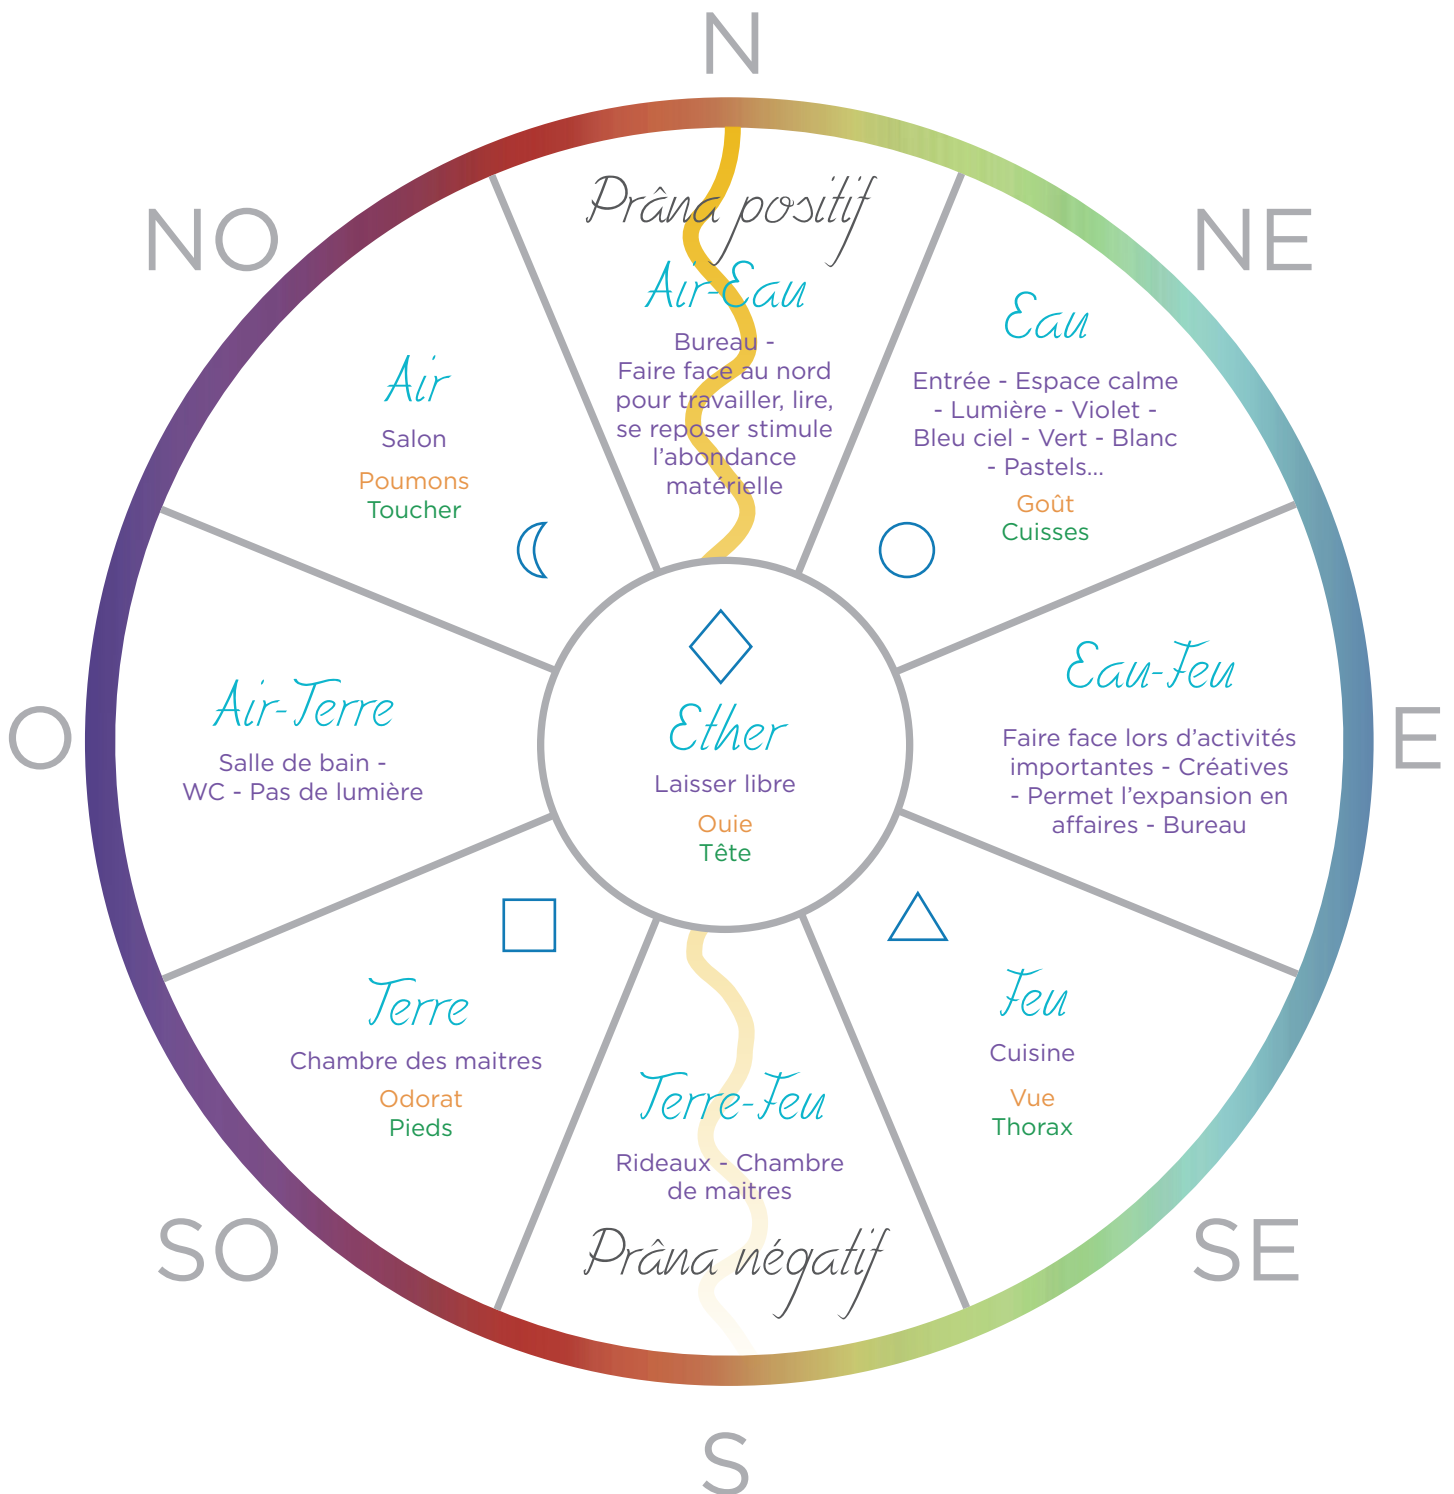 N
NO
NE
Prâna positif
Air-Eau
Bureau -
Faire face au nord
pour travailler, lire,
se reposer stimule
l'abondance
matérielle
Eau
Entrée - Espace calme
- Lumière - Violet -
Bleu ciel - Vert - Blanc
- Pastels...
Goût
Cuisses
Air
Salon
Poumons
Toucher
O
Air-Terre
Salle de bain -
WC - Pas de lumière
Ether
Laisser libre
Ouie
Tête
Eau-Feu
Faire face lors d'activités
importantes - Créatives
- Permet l'expansion en
affaires - Bureau
E
Terre
Chambre des maitres
Odorat
Pieds
Terre-Feu
Rideaux - Chambre
de maitres
Prâna négatif
Feu
Cuisine
Vue
Thorax
SO
SE
S